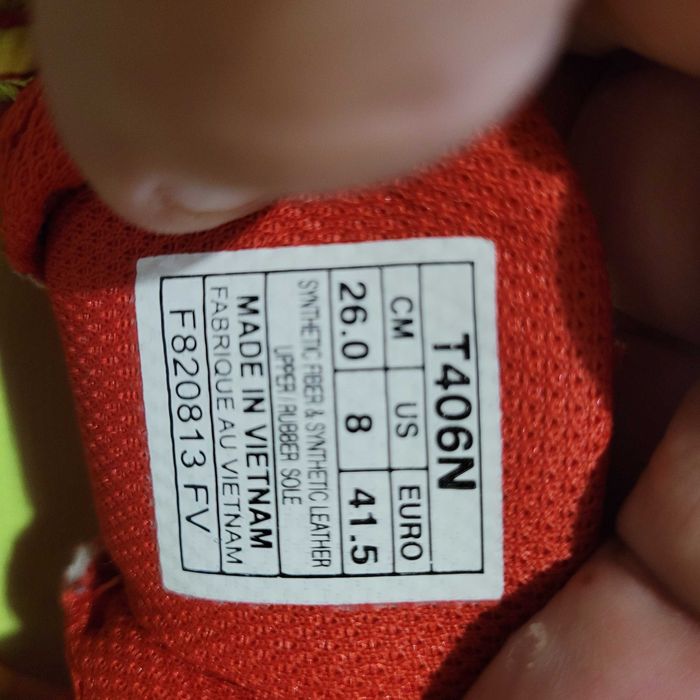 T406N
CM US EURO
26.0 8 41.5
SYNTHETIC FIBER & SYNTHETIC LEATHER
UPPER / RUBBER SOLE
MADE IN VIETNAM
FABRIQUE AU VIETNAM
F820813 FV